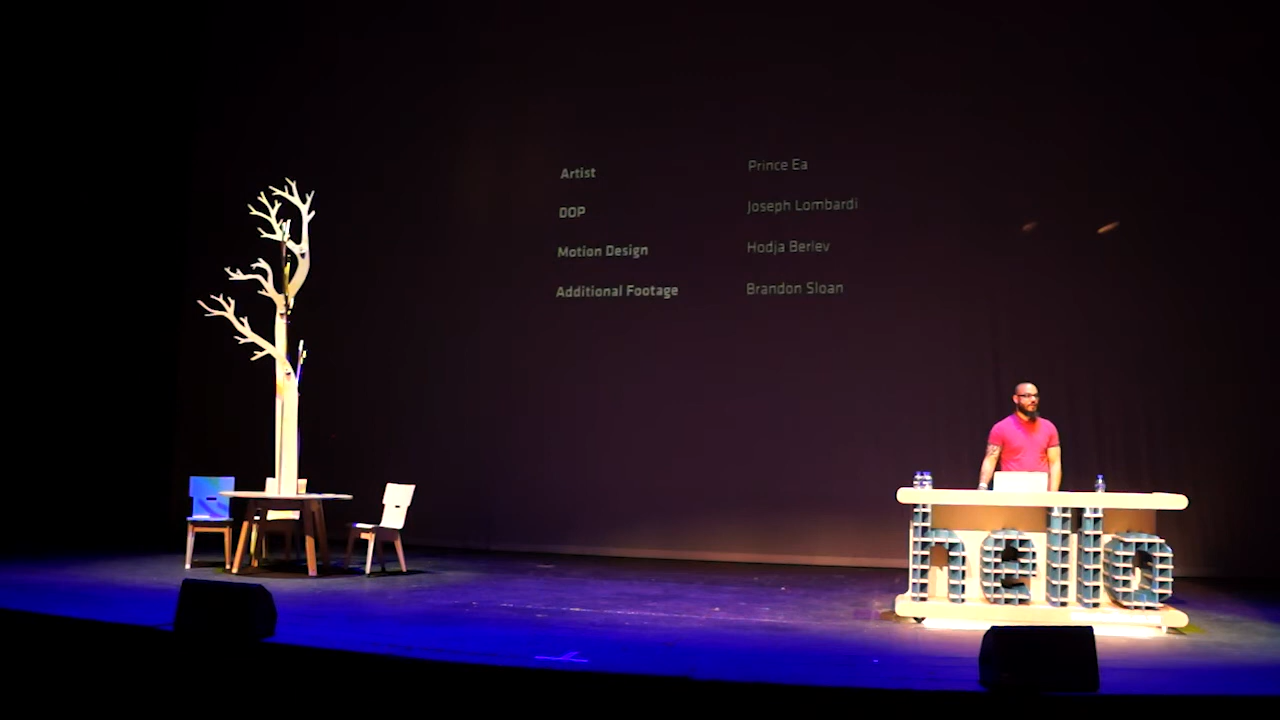 Artist Prince Ea
DOP Joseph Lombardi
Motion Design Hodja Berlev
Additional Footage Brandon Sloan
hello